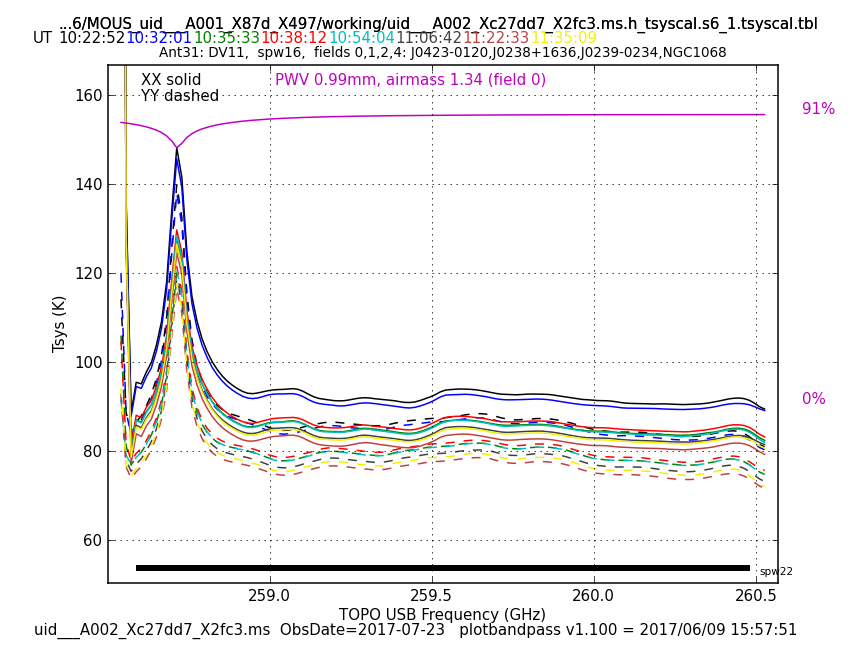 ...6/MOUS_uid___A001_X87d_X497/working/uid___A002_Xc27dd7_X2fc3.ms.h_tsyscal.s6_1.tsyscal.tbl
UT 10:22:52 10:32:01 10:35:33 10:38:12 10:54:04 11:06:42 11:22:33 11:35:09
Ant31: DV11, spw16, fields 0,1,2,4: J0423-0120,J0238+1636,J0239-0234,NGC1068
XX solid
YY dashed
PWV 0.99mm, airmass 1.34 (field 0)
91%
0%
160
140
120
100
80
60
Tsys (K)
spw22
259.0 259.5 260.0 260.5
TOPO USB Frequency (GHz)
uid___A002_Xc27dd7_X2fc3.ms ObsDate=2017-07-23 plotbandpass v1.100 = 2017/06/09 15:57:51